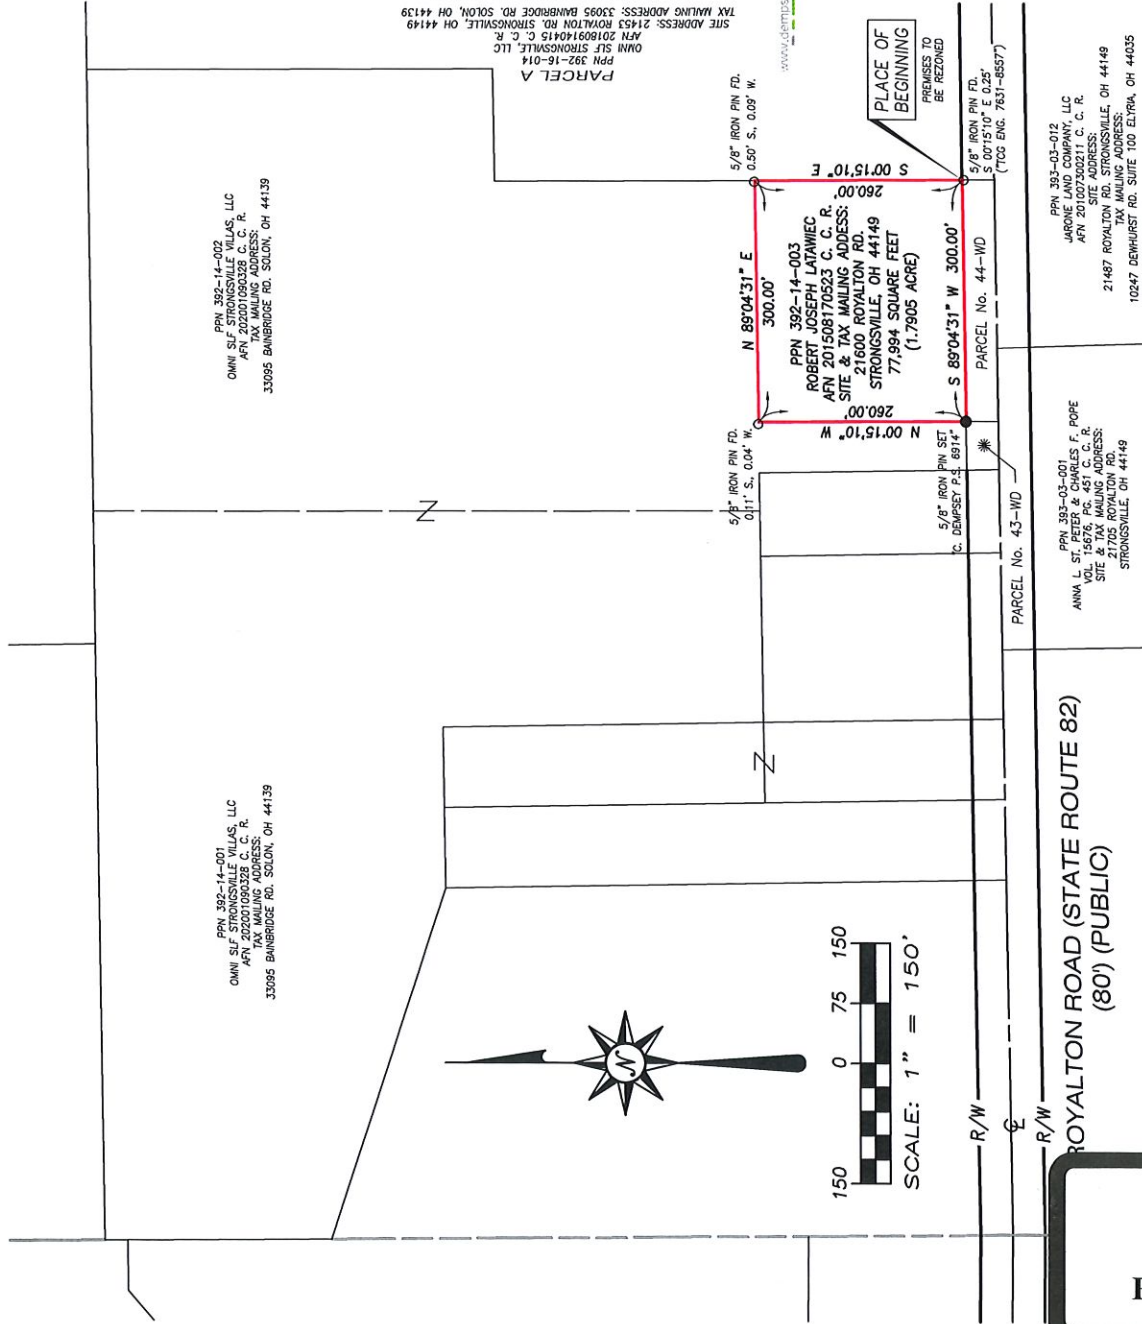 PARCEL A
PPN 392-16-014
OMNI SLF STRONGSVILLE, LLC
AFN 201809140415 C. C. R.
SITE ADDRESS: 21453 ROYALTON RD. STRONGSVILLE, OH 44149
TAX MAILING ADDRESS: 33095 BAINBRIDGE RD. SOLON, OH 44139
www.demps
PPN 392-14-002
OMNI SLF STRONGSVILLE VILLAS, LLC
AFN 202001090328 C. C. R.
TAX MAILING ADDRESS:
33095 BAINBRIDGE RD. SOLON, OH 44139
PPN 392-14-001
OMNI SLF STRONGSVILLE VILLAS, LLC
AFN 202001090328 C. C. R.
TAX MAILING ADDRESS:
33095 BAINBRIDGE RD. SOLON, OH 44139
5/8" IRON PIN FD.
0.50' S., 0.09' W.
5/8" IRON PIN FD.
0.11' S., 0.04' W.
PLACE OF
BEGINNING
PREMISES TO
BE REZONED
N 89°04'31" E
300.00'
S 00°15'10" E
260.00'
PPN 392-14-003
ROBERT JOSEPH LATAWIEC
AFN 201508170523 C. C. R.
SITE & TAX MAILING ADDESS:
21600 ROYALTON RD.
STRONGSVILLE, OH 44149
77,994 SQUARE FEET
(1.7905 ACRE)
260.00'
N 00°15'10" W
S 89°04'31" W 300.00'
5/8" IRON PIN FD.
S 00°15'10" E 0.25'
("TCG ENG. 7631-8557")
5/8" IRON PIN SET
"C. DEMPSEY P.S. 6914"
PARCEL No. 44-WD
PARCEL No. 43-WD
Z
Z
PPN 393-03-012
JARONE LAND COMPANY, LLC
AFN 201007300211 C. C. R.
SITE ADDRESS:
21487 ROYALTON RD. STRONGSVILLE, OH 44149
TAX MAILING ADDRESS:
10247 DEWHURST RD. SUITE 100 ELYRIA, OH 44035
PPN 393-03-001
ANNA L. ST. PETER & CHARLES F. POPE
VOL. 15676, PG. 451 C. C. R.
SITE & TAX MAILING ADDRESS:
21705 ROYALTON RD.
STRONGSVILLE, OH 44149
N
150 75 0 150
SCALE: 1" = 150'
R/W
℄
R/W
ROYALTON ROAD (STATE ROUTE 82)
(80') (PUBLIC)